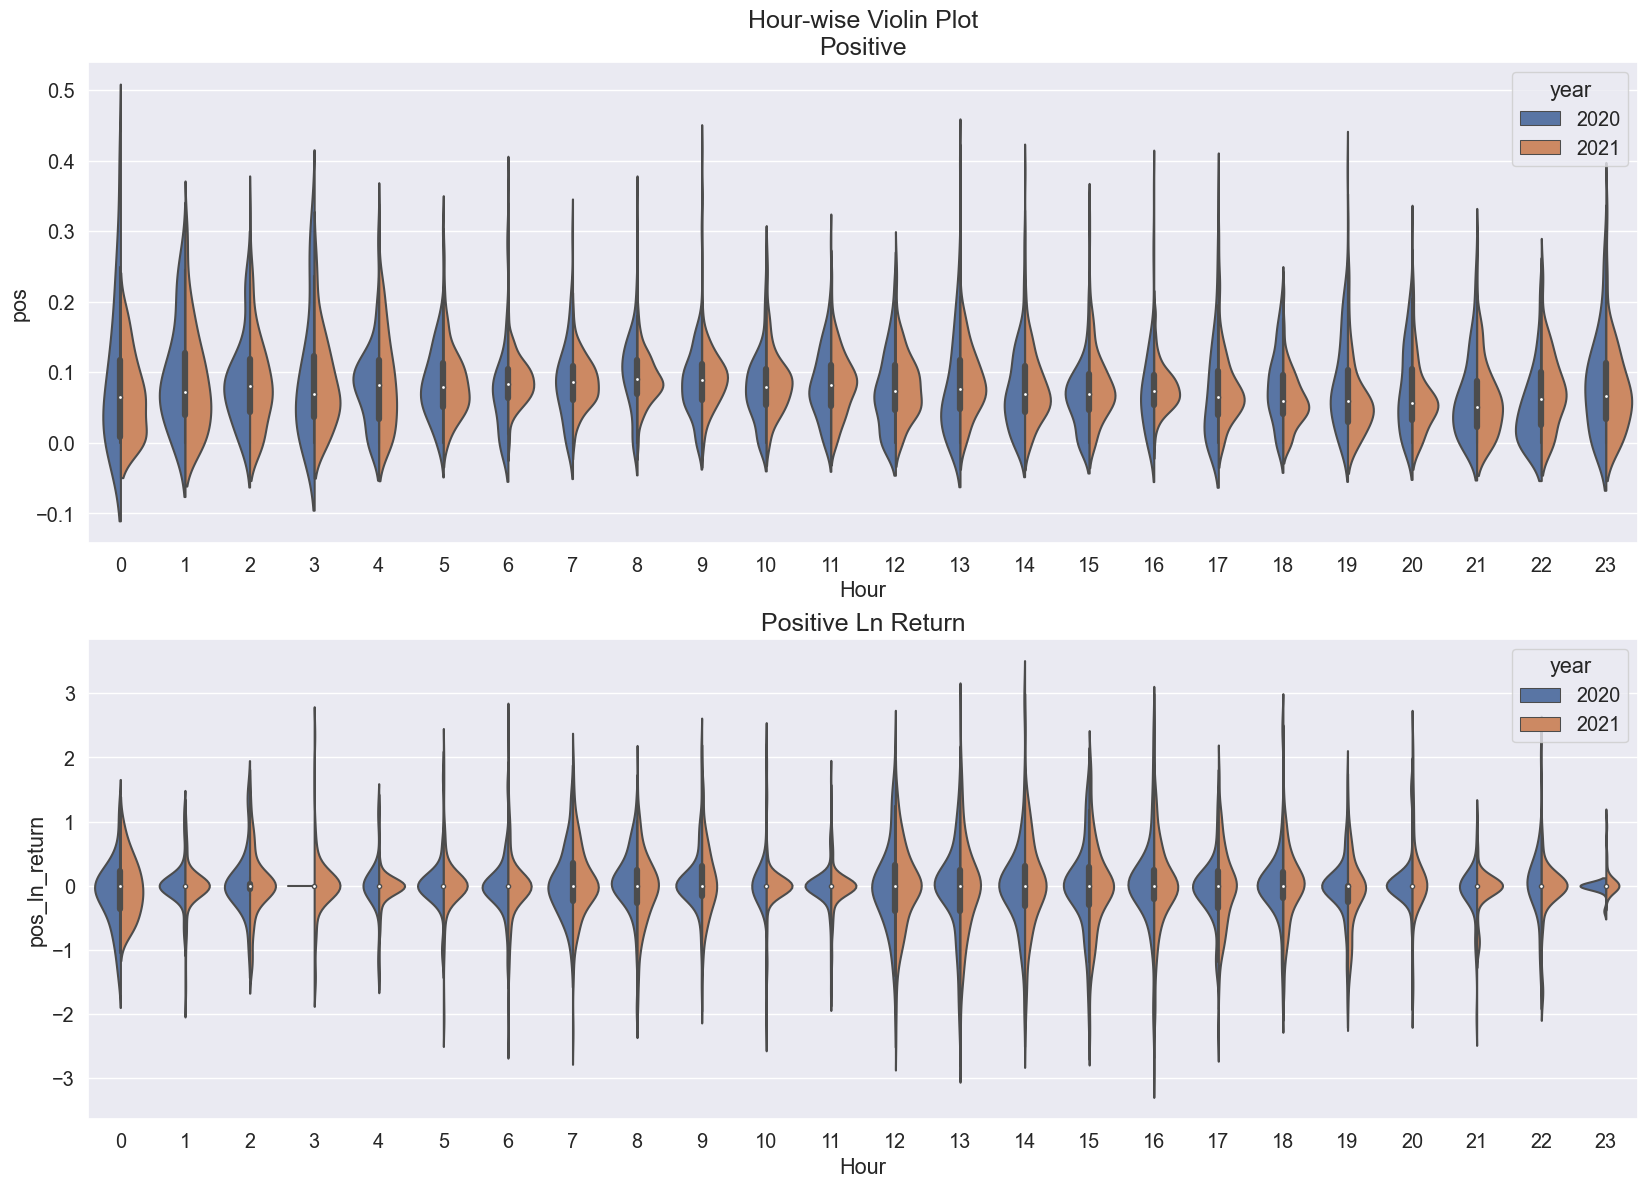 Hour-wise Violin Plot
Positive
pos
0.5
0.4
0.3
0.2
0.1
0.0
−0.1
year
2020
2021
0 1 2 3 4 5 6 7 8 9 10 11 12 13 14 15 16 17 18 19 20 21 22 23
Hour
Positive Ln Return
pos_ln_return
3
2
1
0
−1
−2
−3
year
2020
2021
0 1 2 3 4 5 6 7 8 9 10 11 12 13 14 15 16 17 18 19 20 21 22 23
Hour